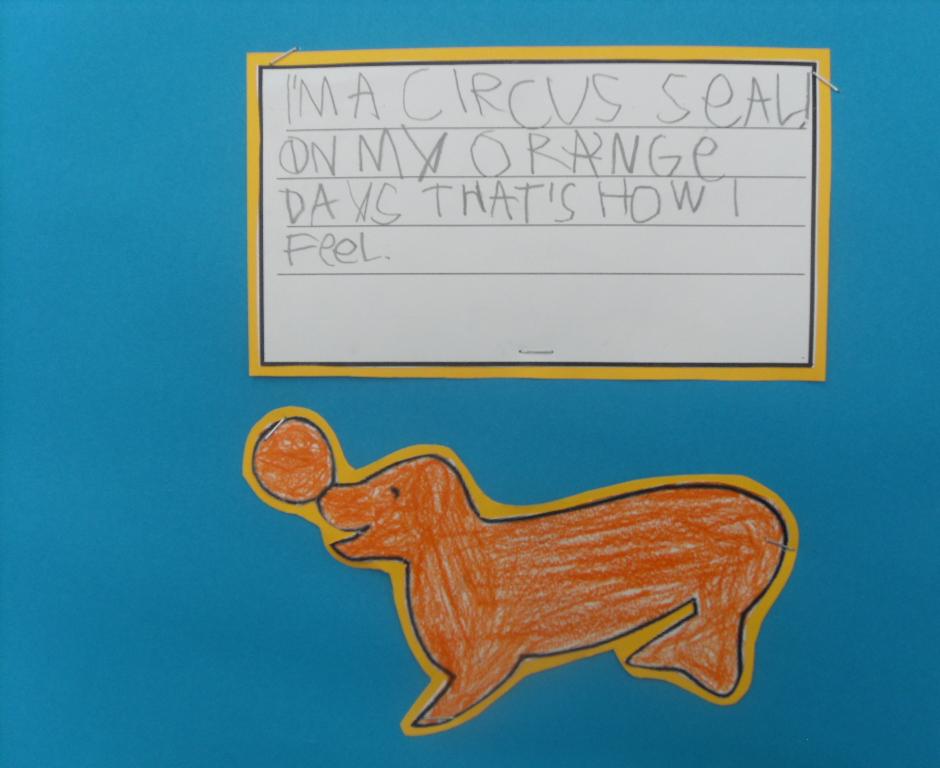 I'M A CIRCUS SeAL
ON MY ORANGe
DAYS THAT'S HOW I
FeeL.